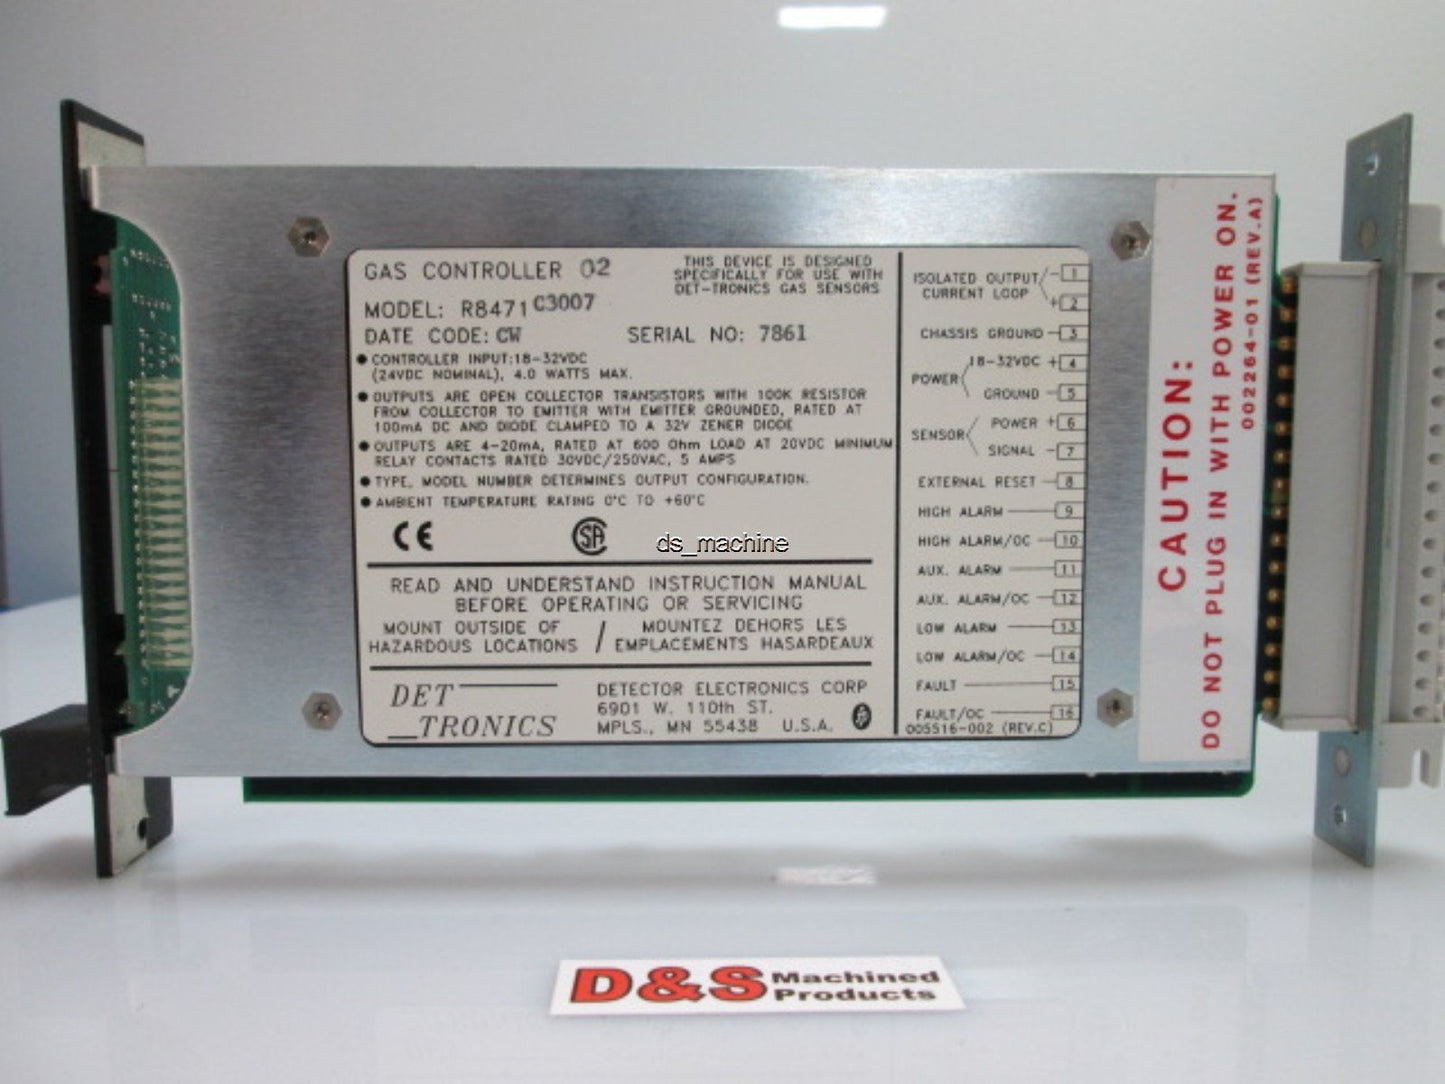 GAS CONTROLLER 02
THIS DEVICE IS DESIGNED
SPECIFICALLY FOR USE WITH
DET-TRONICS GAS SENSORS
MODEL: R8471 C3007
DATE CODE: CW SERIAL NO: 7861
● CONTROLLER INPUT:18-32VDC
(24VDC NOMINAL), 4.0 WATTS MAX.
● OUTPUTS ARE OPEN COLLECTOR TRANSISTORS WITH 100K RESISTOR
FROM COLLECTOR TO EMITTER WITH EMITTER GROUNDED, RATED AT
100mA DC AND DIODE CLAMPED TO A 32V ZENER DIODE
● OUTPUTS ARE 4-20mA, RATED AT 600 Ohm LOAD AT 20VDC MINIMUM
RELAY CONTACTS RATED 30VDC/250VAC, 5 AMPS
● TYPE, MODEL NUMBER DETERMINES OUTPUT CONFIGURATION.
● AMBIENT TEMPERATURE RATING 0°C TO +60°C
CE SA ds_machine
READ AND UNDERSTAND INSTRUCTION MANUAL
BEFORE OPERATING OR SERVICING
MOUNT OUTSIDE OF
HAZARDOUS LOCATIONS
/
MOUNTEZ DEHORS LES
EMPLACEMENTS HASARDEAUX
DET
TRONICS
DETECTOR ELECTRONICS CORP
6901 W. 110th ST.
MPLS., MN 55438 U.S.A.
ISOLATED OUTPUT
CURRENT LOOP
- 1
+ 2
CHASSIS GROUND 3
POWER
18-32VDC + 4
GROUND - 5
SENSOR
POWER + 6
SIGNAL - 7
EXTERNAL RESET 8
HIGH ALARM 9
HIGH ALARM/OC 10
AUX. ALARM 11
AUX. ALARM/OC 12
LOW ALARM 13
LOW ALARM/OC 14
FAULT 15
FAULT/OC 16
005516-002 (REV.C)
CAUTION:
DO NOT PLUG IN WITH POWER ON.
002264-01 (REV.A)
D&S Machined
Products